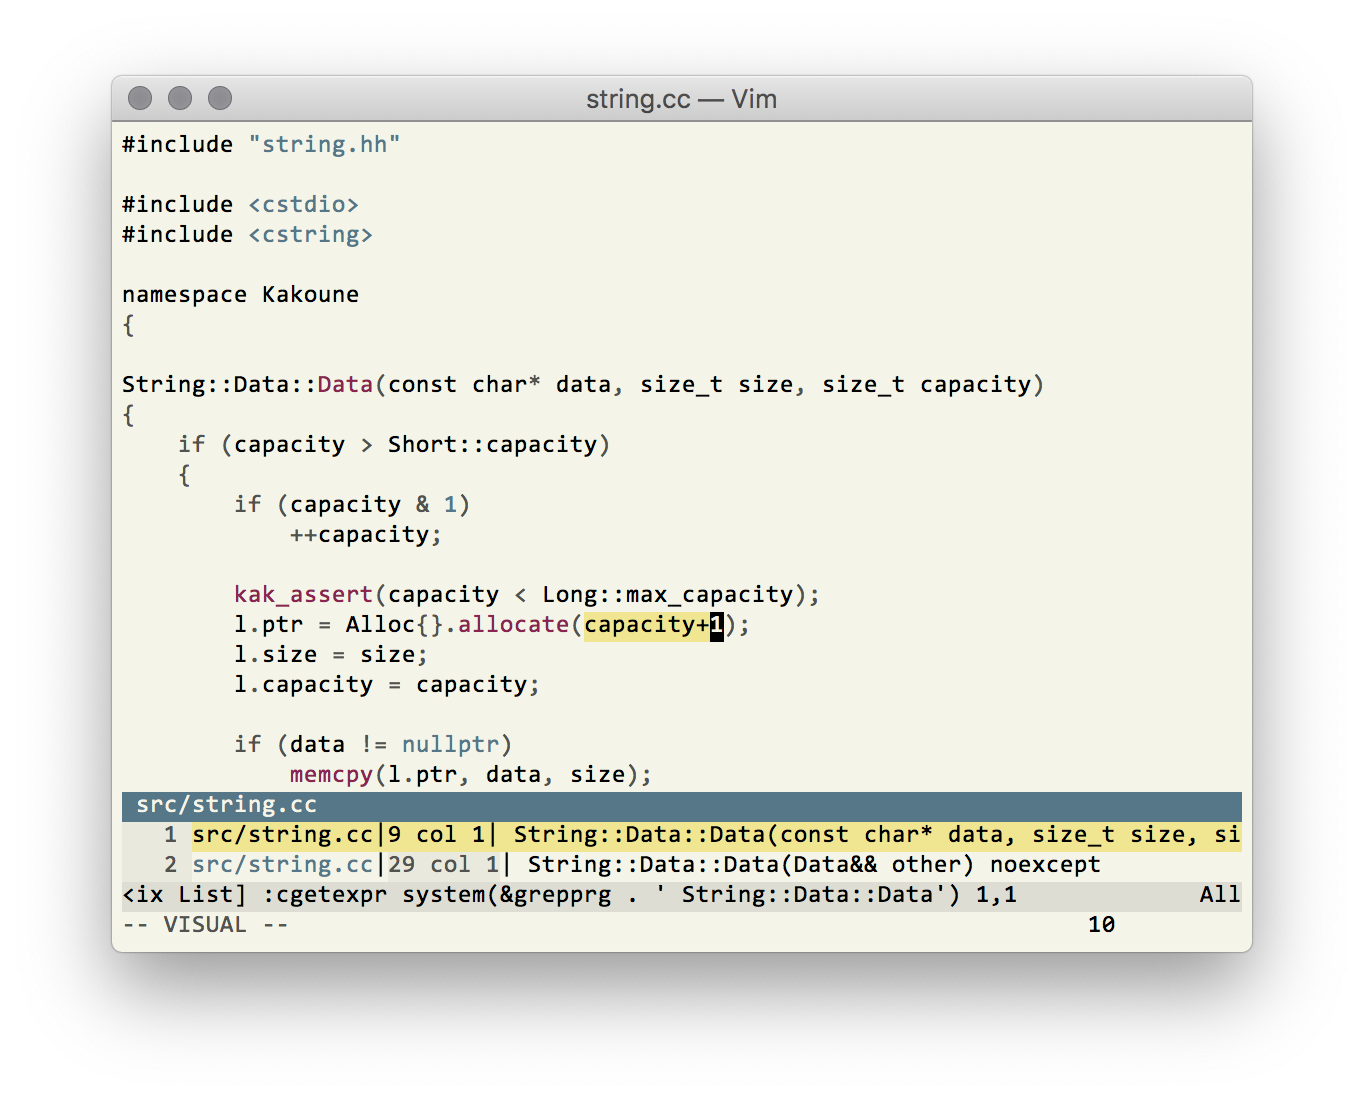 string.cc — Vim
#include "string.hh"
#include <cstdio>
#include <cstring>
namespace Kakoune
{
String::Data::Data(const char* data, size_t size, size_t capacity)
{
    if (capacity > Short::capacity)
    {
        if (capacity & 1)
            ++capacity;
        kak_assert(capacity < Long::max_capacity);
        l.ptr = Alloc{}.allocate(capacity+1);
        l.size = size;
        l.capacity = capacity;
        if (data != nullptr)
            memcpy(l.ptr, data, size);
src/string.cc
1 src/string.cc|9 col 1| String::Data::Data(const char* data, size_t size, si
2 src/string.cc|29 col 1| String::Data::Data(Data&& other) noexcept
<ix List] :cgetexpr system(&grepprg . ' String::Data::Data') 1,1 All
-- VISUAL -- 10